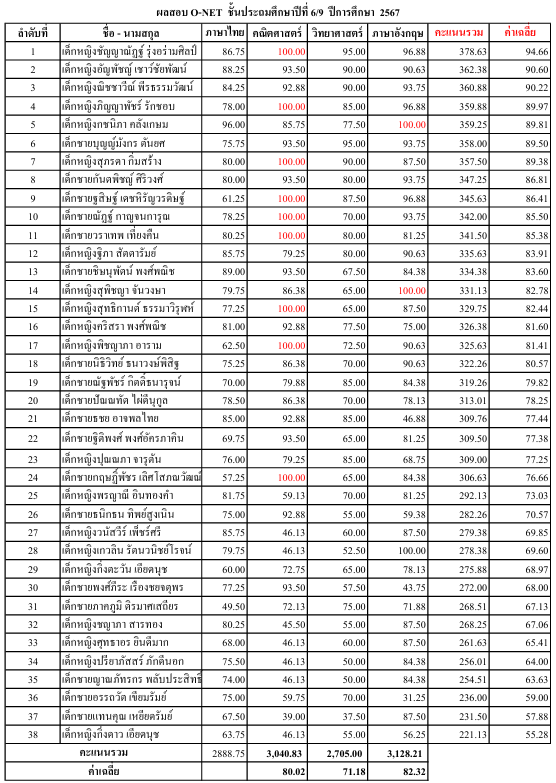 ผลสอบ O-NET ชั้นประถมศึกษาปีที่ 6/9 ปีการศึกษา 2567
ลำดับที่ ชื่อ - นามสกุล ภาษาไทย คณิตศาสตร์ วิทยาศาสตร์ ภาษาอังกฤษ คะแนนรวม ค่าเฉลี่ย
1 เด็กหญิงชัญญาณัฏฐ์ รุ่งอร่ามศิลป์ 86.75 100.00 95.00 96.88 378.63 94.66
2 เด็กหญิงอัญพัชญ์ เชาว์ชัยพัฒน์ 88.25 93.50 90.00 90.63 362.38 90.60
3 เด็กหญิงณิชชาวีณ์ พีรธรรมวัฒน์ 84.25 92.88 90.00 93.75 360.88 90.22
4 เด็กหญิงภิญญาพัชร์ รักชอบ 78.00 100.00 85.00 96.88 359.88 89.97
5 เด็กหญิงกชนิภา คลังเกษม 96.00 85.75 77.50 100.00 359.25 89.81
6 เด็กชายบุญญ์มังกร ตันยศ 75.75 93.50 95.00 93.75 358.00 89.50
7 เด็กหญิงสุภรดา กิ่มสร้าง 80.00 100.00 90.00 87.50 357.50 89.38
8 เด็กชายกันตพิชญ์ ศิริวงศ์ 80.00 93.50 80.00 93.75 347.25 86.81
9 เด็กชายฐสิษฐ์ เดชหิรัญวรดิษฐ์ 61.25 100.00 87.50 96.88 345.63 86.41
10 เด็กชายณัฏฐ์ กาญจนการุณ 78.25 100.00 70.00 93.75 342.00 85.50
11 เด็กชายวราเทพ เที่ยงคืน 80.25 100.00 80.00 81.25 341.50 85.38
12 เด็กหญิงฐิภา สัตตารัมย์ 85.75 79.25 80.00 90.63 335.63 83.91
13 เด็กชายชิษนุพัตน์ พงศ์พณิช 89.00 93.50 67.50 84.38 334.38 83.60
14 เด็กหญิงสุพิชญา จันวงษา 79.75 86.38 65.00 100.00 331.13 82.78
15 เด็กหญิงสุทธิกานต์ ธรรมาวิรุฬห์ 77.25 100.00 65.00 87.50 329.75 82.44
16 เด็กหญิงคริสรา พงศ์พณิช 81.00 92.88 77.50 75.00 326.38 81.60
17 เด็กหญิงพิชญาภา อาราม 62.50 100.00 72.50 90.63 325.63 81.41
18 เด็กชายนิธิวิทย์ ธนาวงษ์พิสิฐ 75.25 86.38 70.00 90.63 322.26 80.57
19 เด็กชายณัฐพัชร์ กิตติ์ธนารุจน์ 70.00 79.88 85.00 84.38 319.26 79.82
20 เด็กชายปัณณทัต ไฝดีนุกูล 78.50 86.38 70.00 78.13 313.01 78.25
21 เด็กชายธชย อาจพลไทย 85.00 92.88 85.00 46.88 309.76 77.44
22 เด็กชายฐิติพงศ์ พงศ์อัครภาคิน 69.75 93.50 65.00 81.25 309.50 77.38
23 เด็กหญิงปุณณภา จารุตัน 76.00 79.25 85.00 68.75 309.00 77.25
24 เด็กชายกฤษฎิ์พัชร เลิศโสภณวัฒณ์ 57.25 100.00 65.00 84.38 306.63 76.66
25 เด็กหญิงพรญาณี อินทองคำ 81.75 59.13 70.00 81.25 292.13 73.03
26 เด็กชายธนิกธน ทิพย์สูงเนิน 75.00 92.88 55.00 59.38 282.26 70.57
27 เด็กหญิงวนัสวีร์ เพ็ชร์ศรี 85.75 46.13 60.00 87.50 279.38 69.85
28 เด็กหญิงเกวลิน รัตนวนิชย์โรจน์ 79.75 46.13 52.50 100.00 278.38 69.60
29 เด็กหญิงกิ่งตะวัน เอียดนุช 60.00 72.75 65.00 78.13 275.88 68.97
30 เด็กชายพงศ์ภีระ เรืองชยจตุพร 77.25 93.50 57.50 43.75 272.00 68.00
31 เด็กชายภาคภูมิ ดิรมาศเสถียร 49.50 72.13 75.00 71.88 268.51 67.13
32 เด็กหญิงชญาภา สารทอง 80.25 45.50 55.00 87.50 268.25 67.06
33 เด็กหญิงศุทธาอร ยินดีมาก 68.00 46.13 60.00 87.50 261.63 65.41
34 เด็กหญิงปรียาภัสสร์ ภักดีนอก 75.50 46.13 50.00 84.38 256.01 64.00
35 เด็กชายญาณภัทรกร พลับประสิทธิ์ 74.00 46.13 50.00 84.38 254.51 63.63
36 เด็กชายอรรถวัต เขียมรัมย์ 75.00 59.75 70.00 31.25 236.00 59.00
37 เด็กชายแทนคุณ เหยียดรัมย์ 67.50 39.00 37.50 87.50 231.50 57.88
38 เด็กหญิงกิ่งดาว เอียดนุช 63.75 46.13 55.00 56.25 221.13 55.28
คะแนนรวม 2888.75 3,040.83 2,705.00 3,128.21
ค่าเฉลี่ย 80.02 71.18 82.32